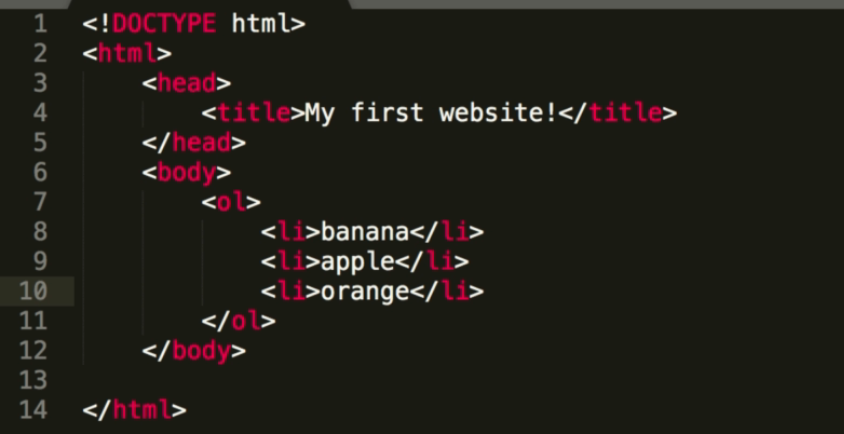 1 <!DOCTYPE html>
2 <html>
3     <head>
4         <title>My first website!</title>
5     </head>
6     <body>
7         <ol>
8             <li>banana</li>
9             <li>apple</li>
10             <li>orange</li>
11         </ol>
12     </body>
13
14 </html>